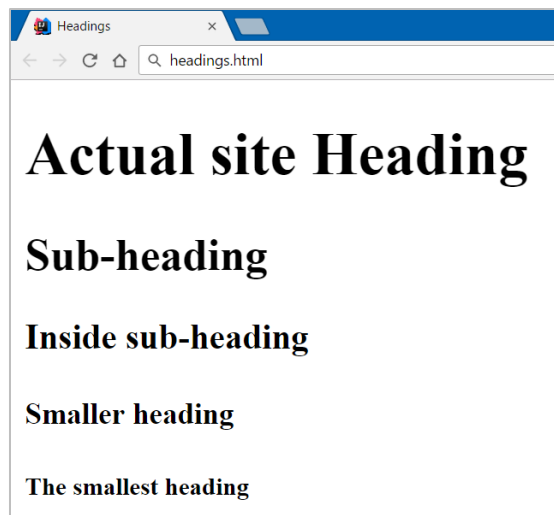 Headings
headings.html
Actual site Heading
Sub-heading
Inside sub-heading
Smaller heading
The smallest heading